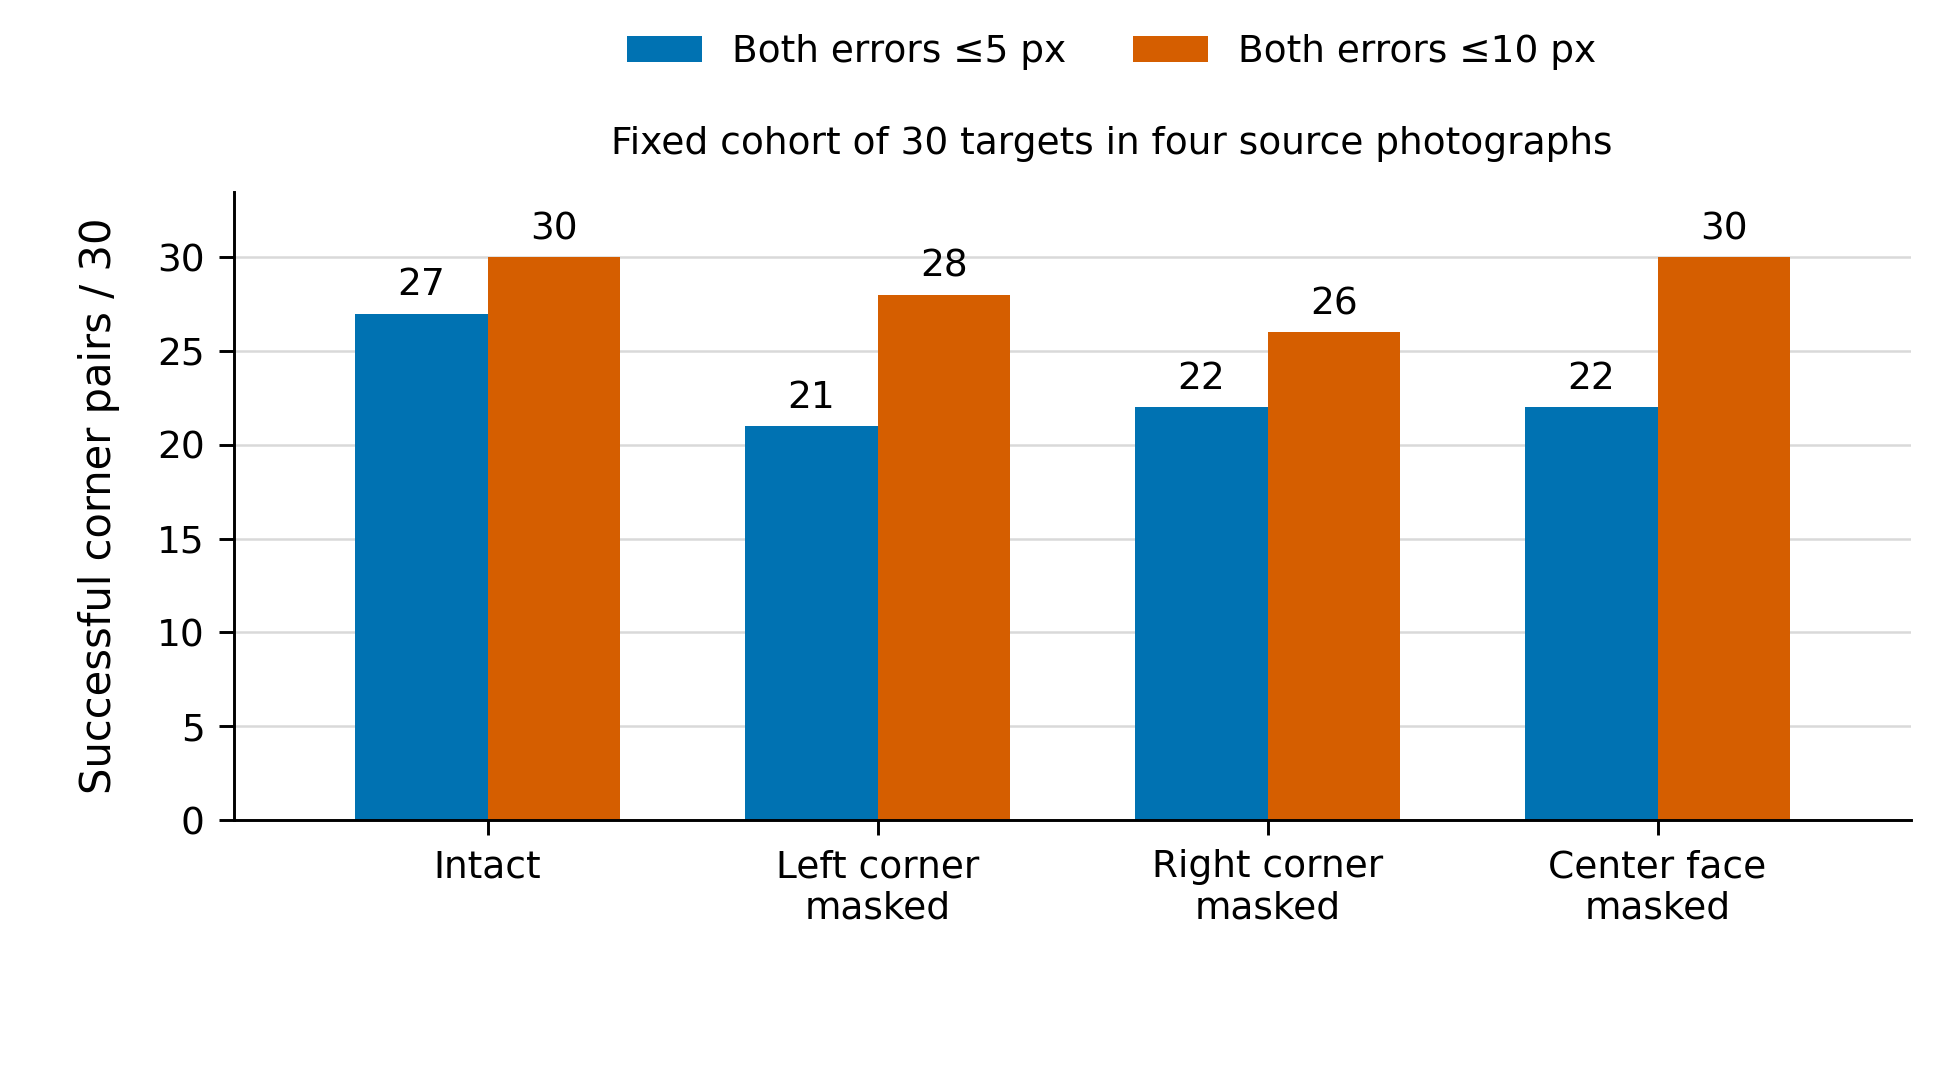 Both errors ≤5 px
Both errors ≤10 px
Fixed cohort of 30 targets in four source photographs
Successful corner pairs / 30
30
25
20
15
10
5
0
27
30
21
28
22
26
22
30
Intact
Left corner
masked
Right corner
masked
Center face
masked